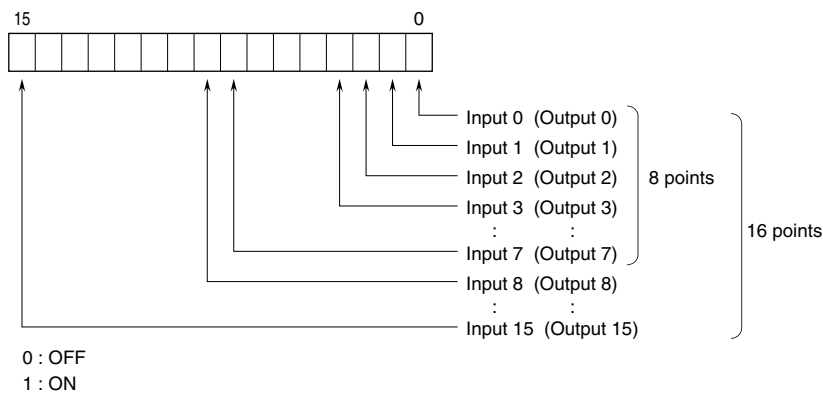 15 0
Input 0 (Output 0)
Input 1 (Output 1)
Input 2 (Output 2)
8 points
Input 3 (Output 3)
: :
16 points
Input 7 (Output 7)
Input 8 (Output 8)
: :
Input 15 (Output 15)
0 : OFF
1 : ON